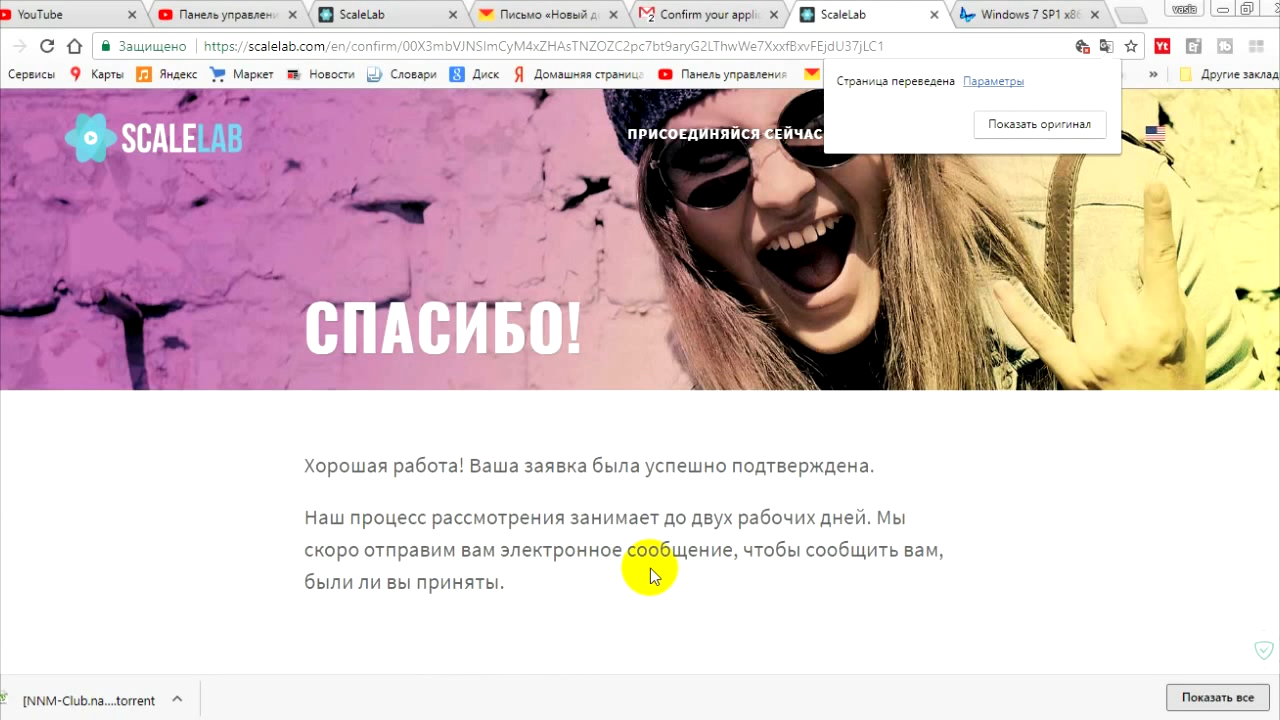 YouTube
Панель управлени
ScaleLab
Письмо «Новый д
Confirm your appli
ScaleLab
Windows 7 SP1 x86
vasia
Защищено
https://scalelab.com/en/confirm/
Сервисы
Карты
Яндекс
Маркет
Новости
Словари
Диск
Домашняя страница
Панель управления
»
Другие заклад
Страница переведена Параметры
Показать оригинал
SCALELAB
ПРИСОЕДИНЯЙСЯ СЕЙЧАС
СПАСИБО!
Хорошая работа! Ваша заявка была успешно подтверждена.
Наш процесс рассмотрения занимает до двух рабочих дней. Мы
скоро отправим вам электронное сообщение, чтобы сообщить вам,
были ли вы приняты.
[NNM-Club.na....torrent
Показать все